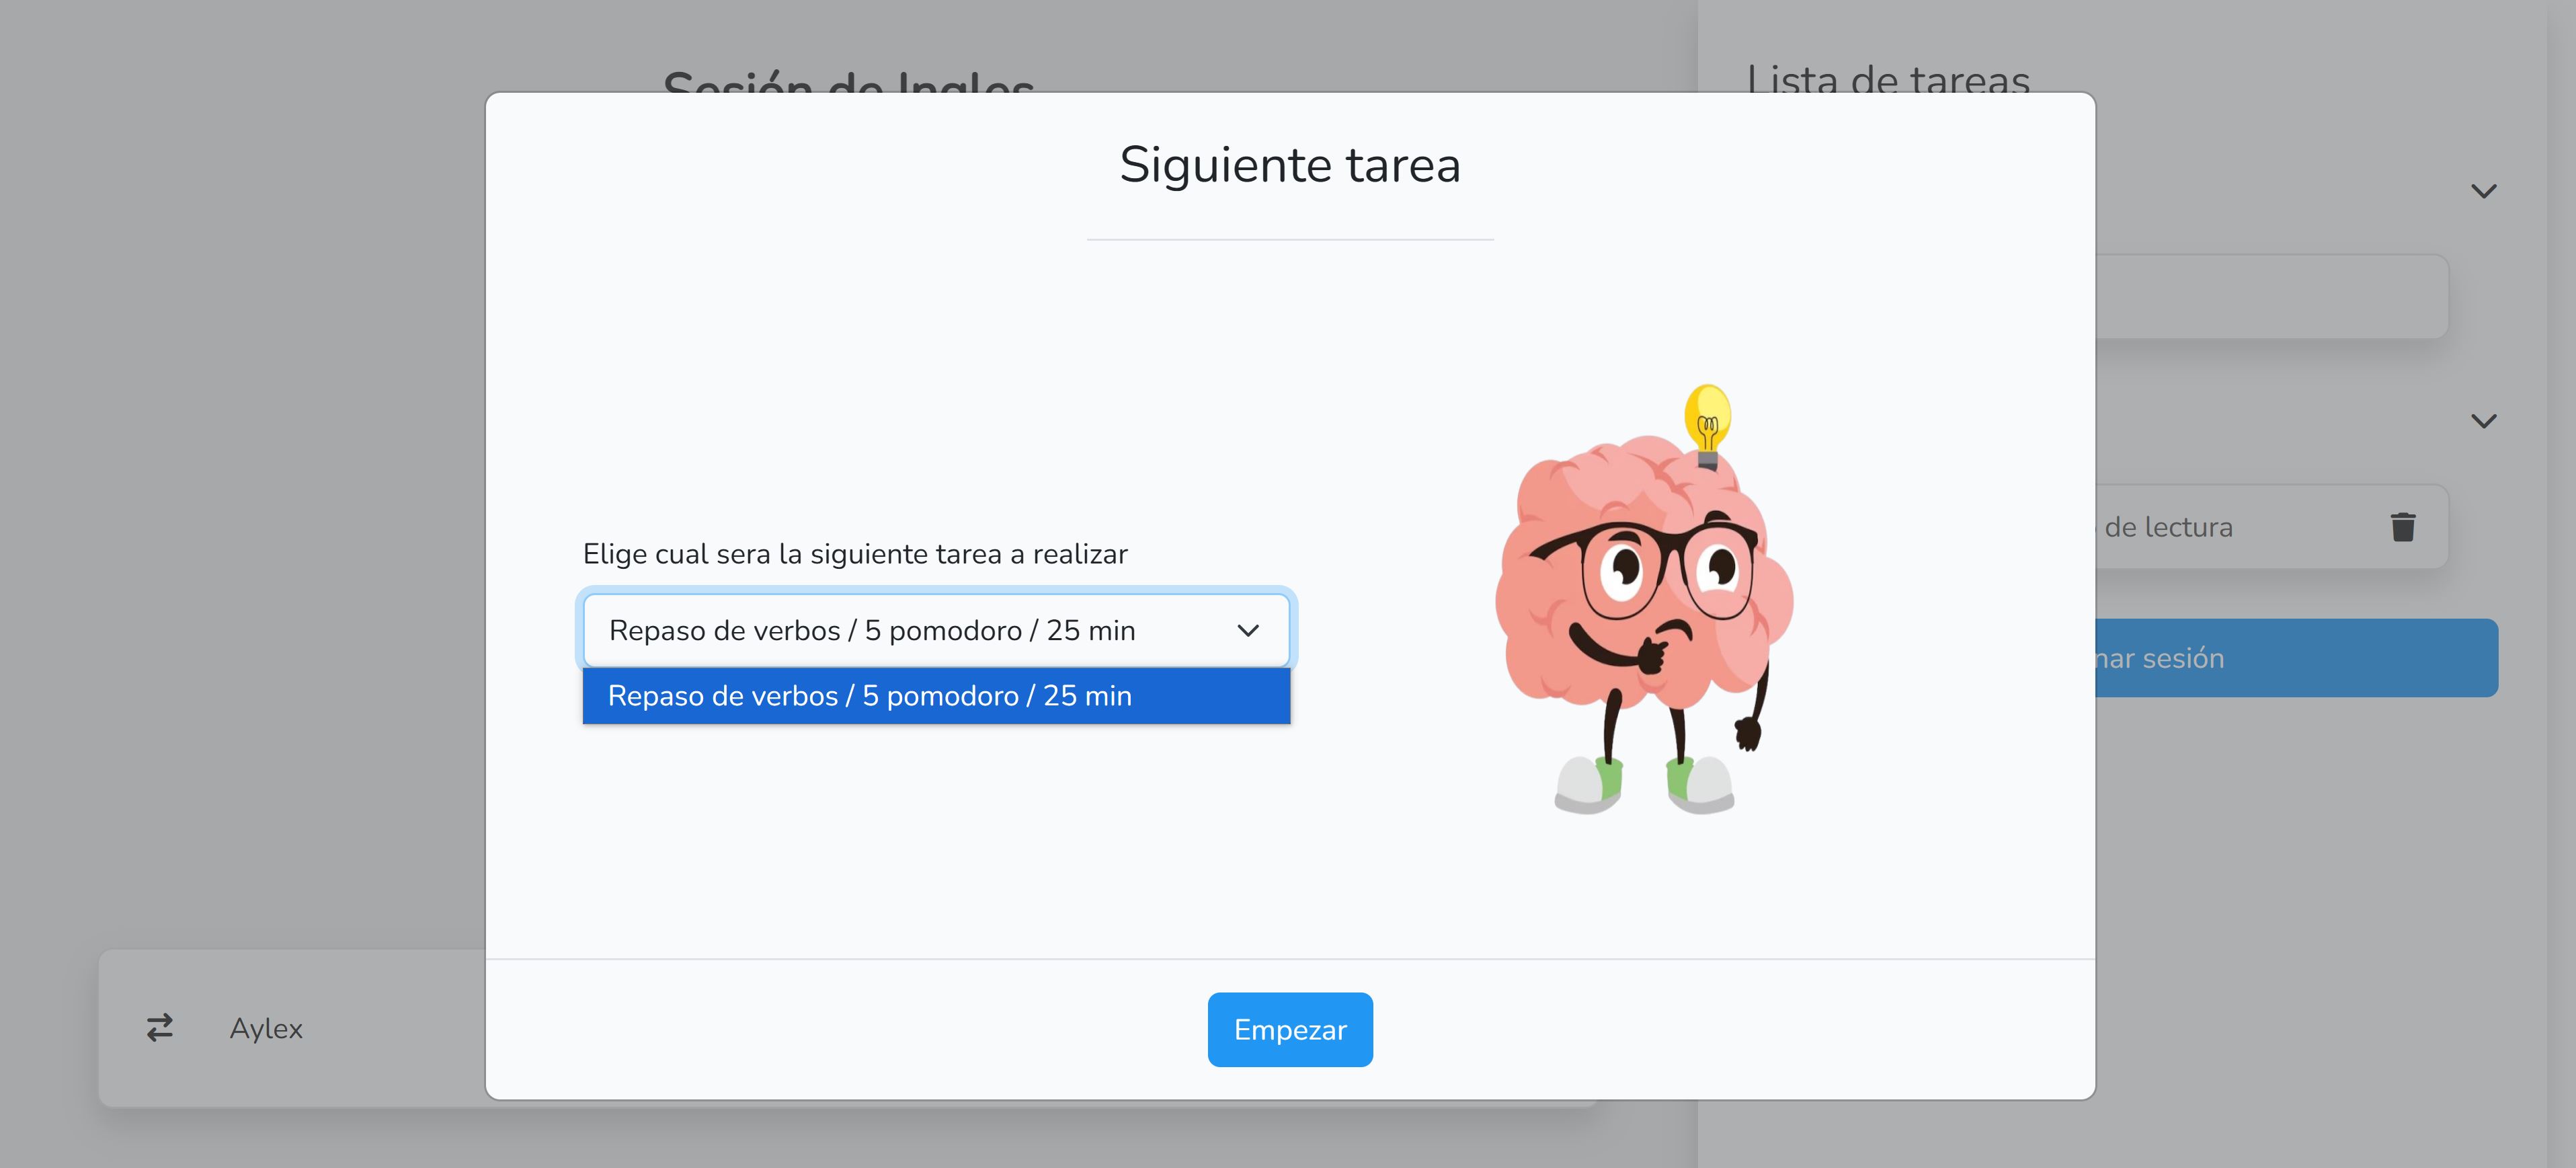 Sesión de Ingles
Lista de tareas
Siguiente tarea
Elige cual sera la siguiente tarea a realizar
Repaso de verbos / 5 pomodoro / 25 min
Repaso de verbos / 5 pomodoro / 25 min
de lectura
sesión
Aylex
Empezar